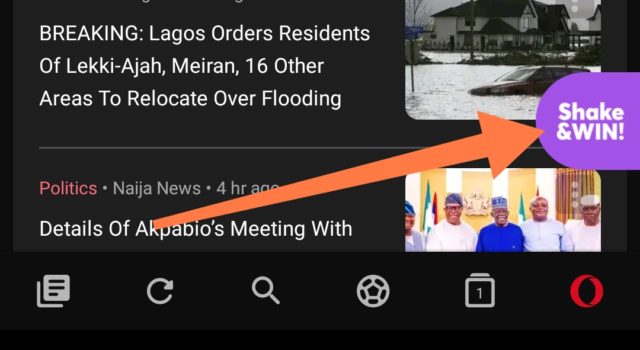 BREAKING: Lagos Orders Residents
Of Lekki-Ajah, Meiran, 16 Other
Areas To Relocate Over Flooding
Shake
&WIN!
Politics • Naija News • 4 hr ago
Details Of Akpabio's Meeting With
1